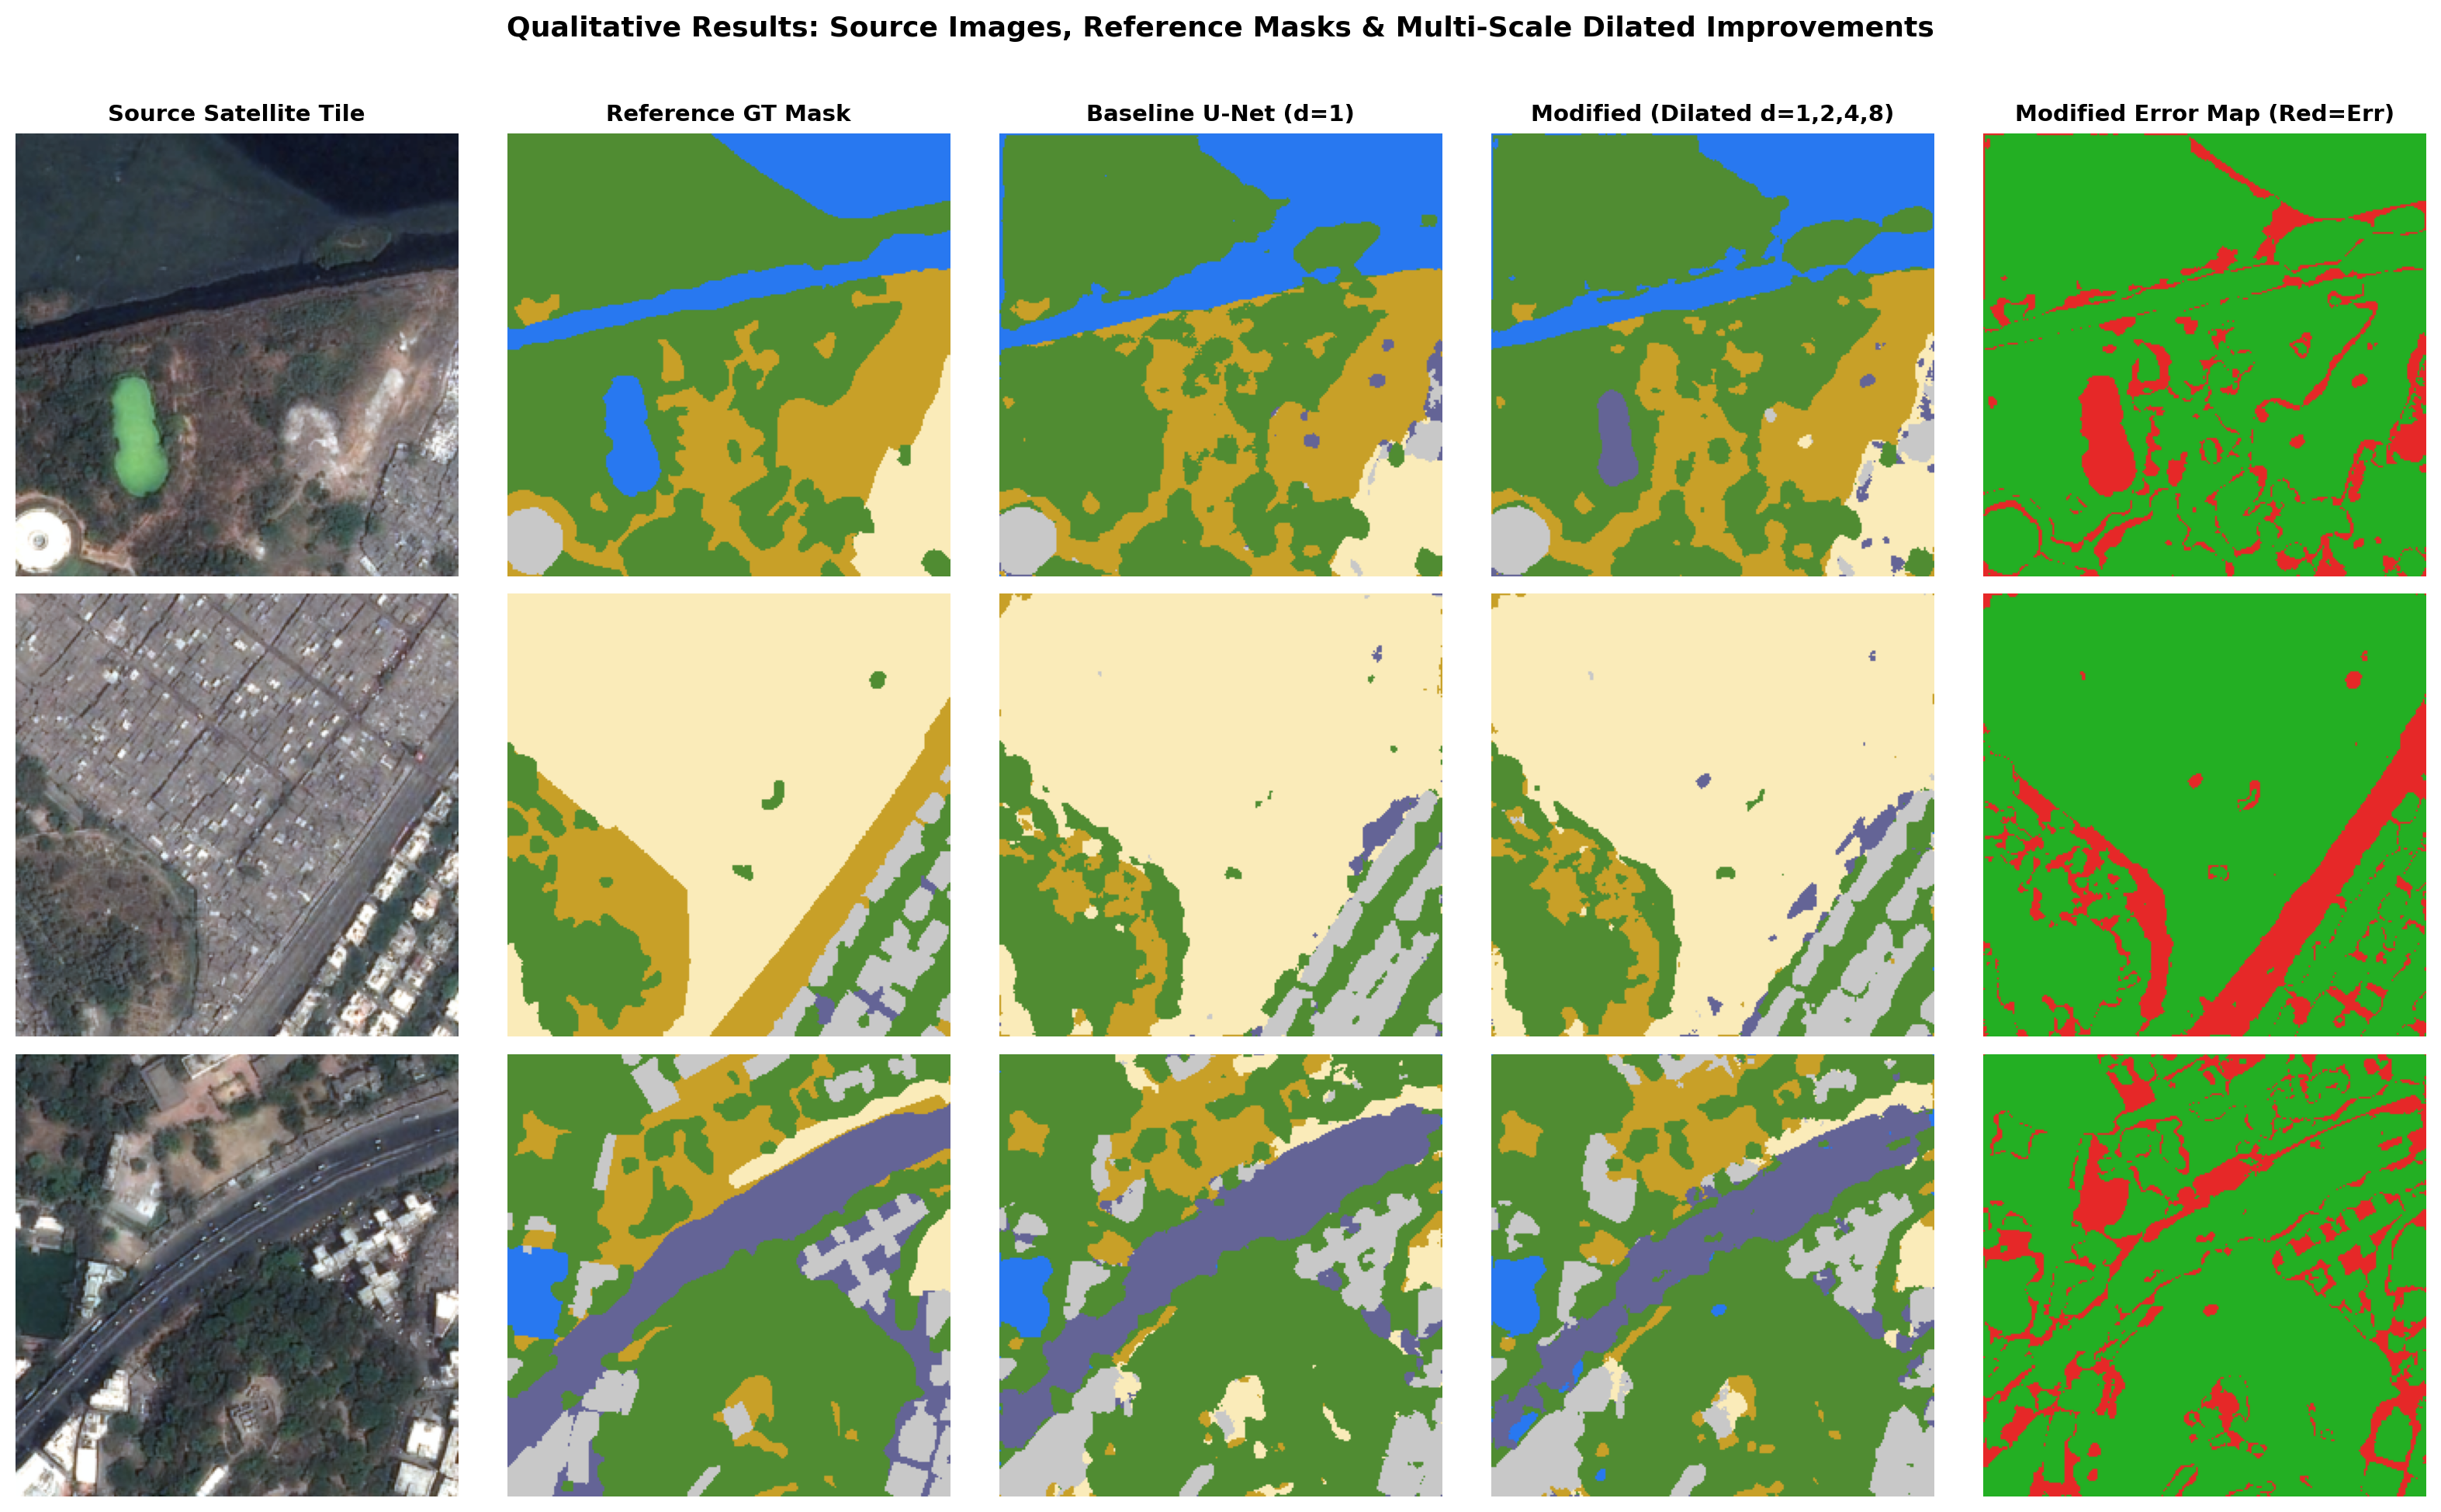 Qualitative Results: Source Images, Reference Masks & Multi-Scale Dilated Improvements
Source Satellite Tile
Reference GT Mask
Baseline U-Net (d=1)
Modified (Dilated d=1,2,4,8)
Modified Error Map (Red=Err)